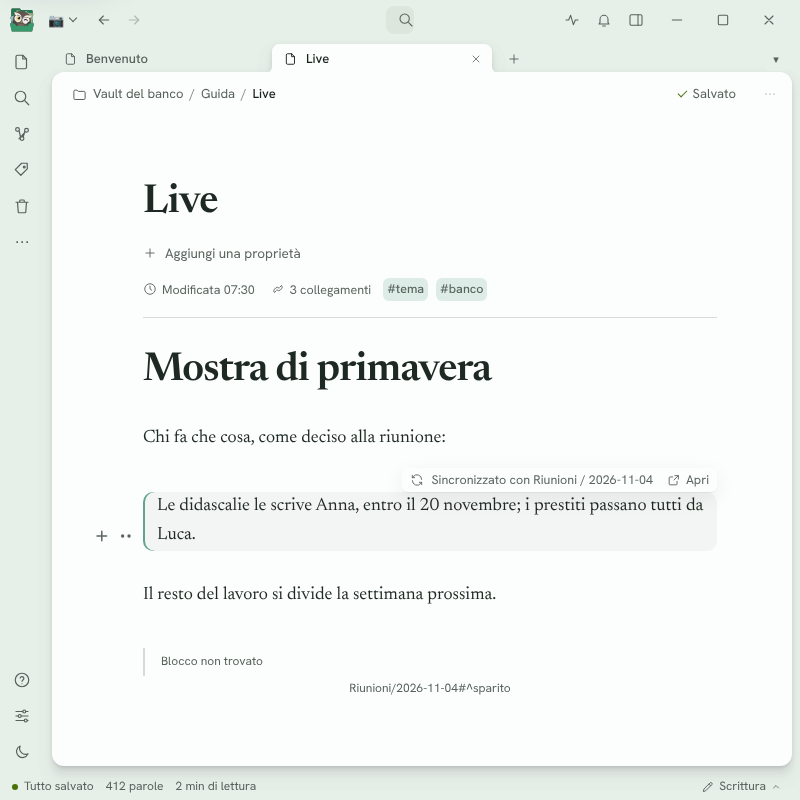 Benvenuto
Live
Vault del banco / Guida / Live
Salvato
Live
Aggiungi una proprietà
Modificata 07:30
3 collegamenti
#tema
#banco
Mostra di primavera
Chi fa che cosa, come deciso alla riunione:
Sincronizzato con Riunioni / 2026-11-04
Apri
Le didascalie le scrive Anna, entro il 20 novembre; i prestiti passano tutti da
Luca.
Il resto del lavoro si divide la settimana prossima.
Blocco non trovato
Riunioni/2026-11-04#^sparito
Tutto salvato
412 parole
2 min di lettura
Scrittura